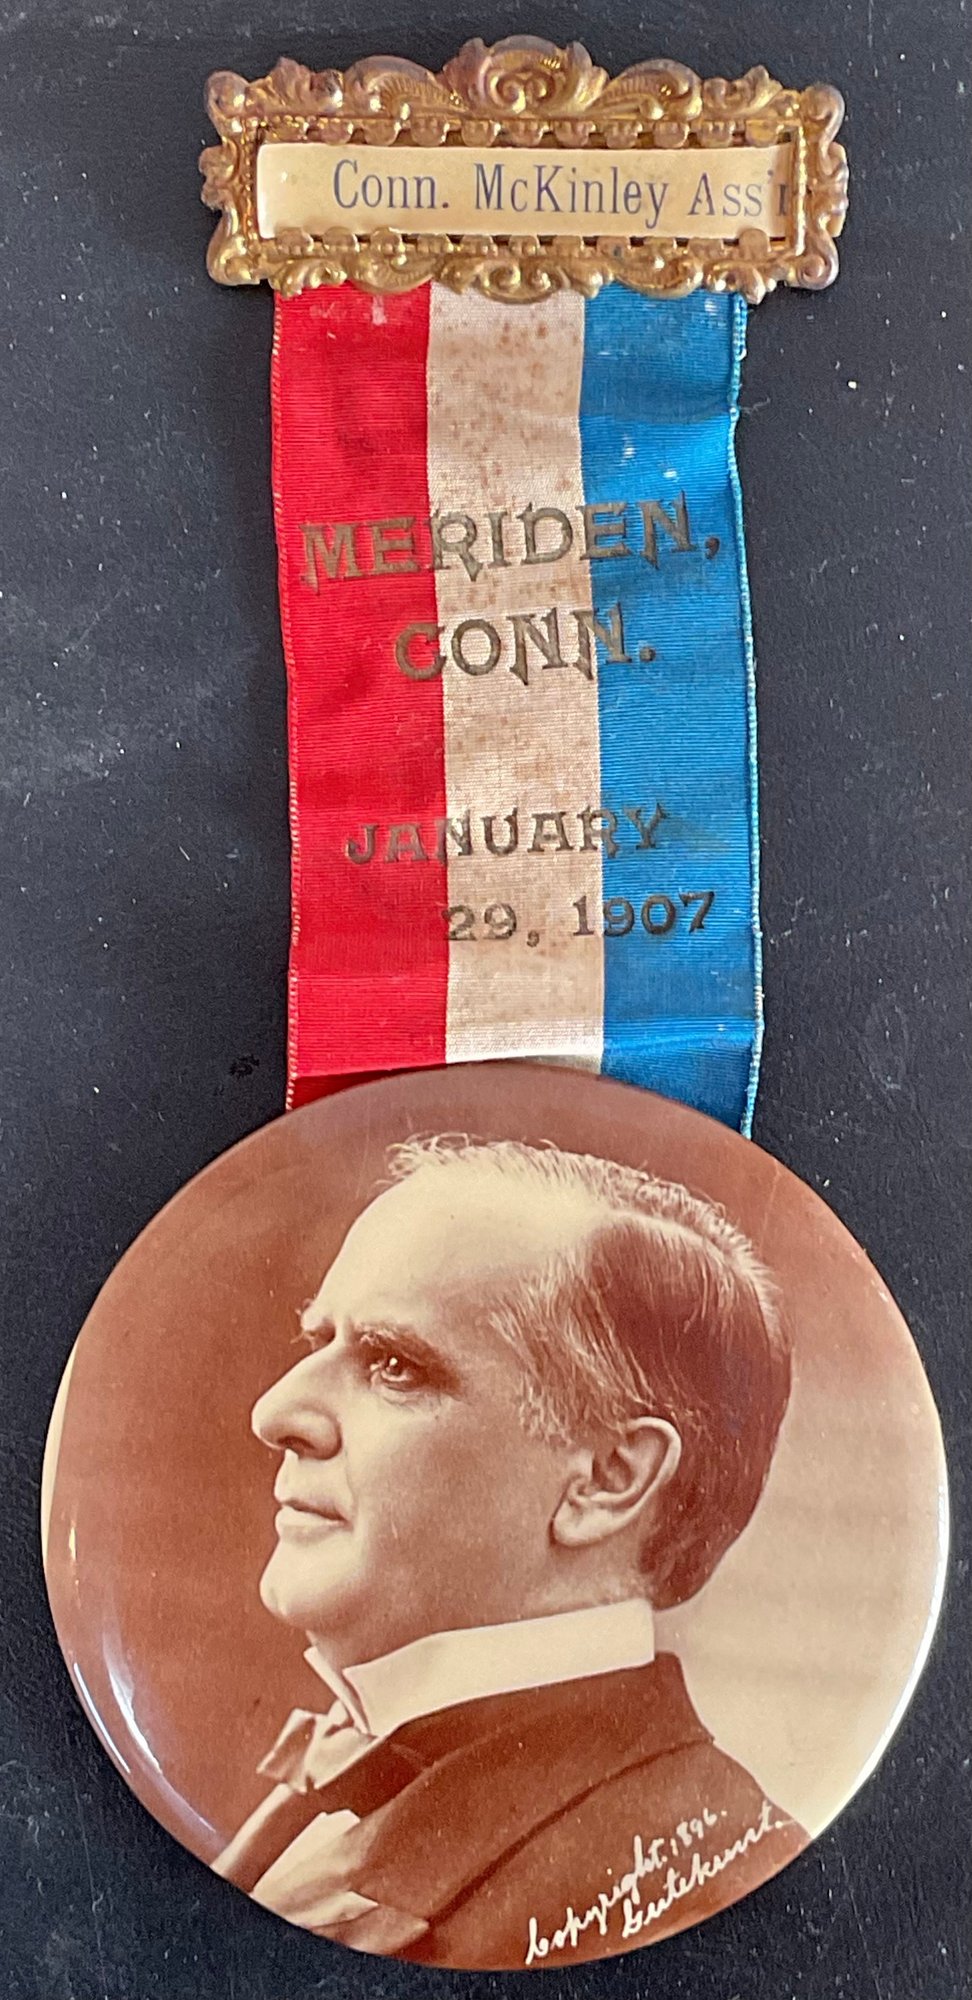 Conn. McKinley Ass'n
MERIDEN,
CONN.
JANUARY
29, 1907
Copyright. 1896.
Gutekunst.